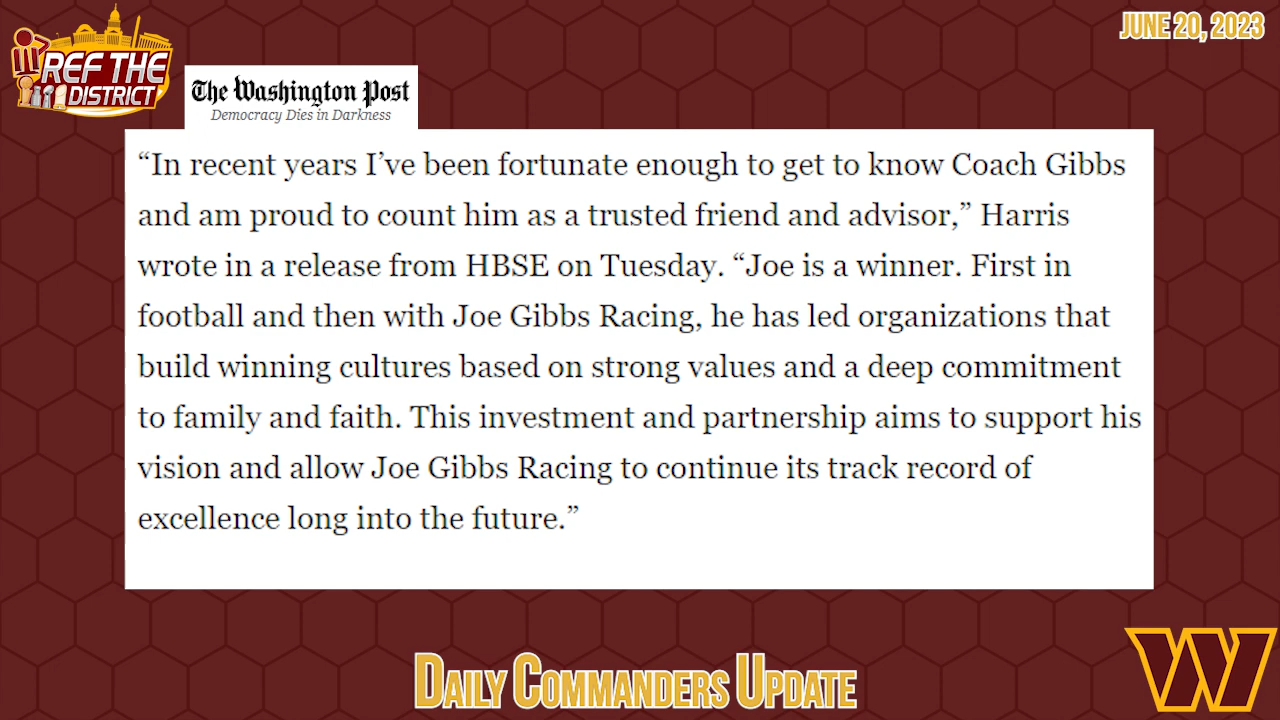 JUNE 20, 2023
REF THE
DISTRICT
The Washington Post
Democracy Dies in Darkness
“In recent years I’ve been fortunate enough to get to know Coach Gibbs
and am proud to count him as a trusted friend and advisor,” Harris
wrote in a release from HBSE on Tuesday. “Joe is a winner. First in
football and then with Joe Gibbs Racing, he has led organizations that
build winning cultures based on strong values and a deep commitment
to family and faith. This investment and partnership aims to support his
vision and allow Joe Gibbs Racing to continue its track record of
excellence long into the future.”
DAILY COMMANDERS UPDATE
W